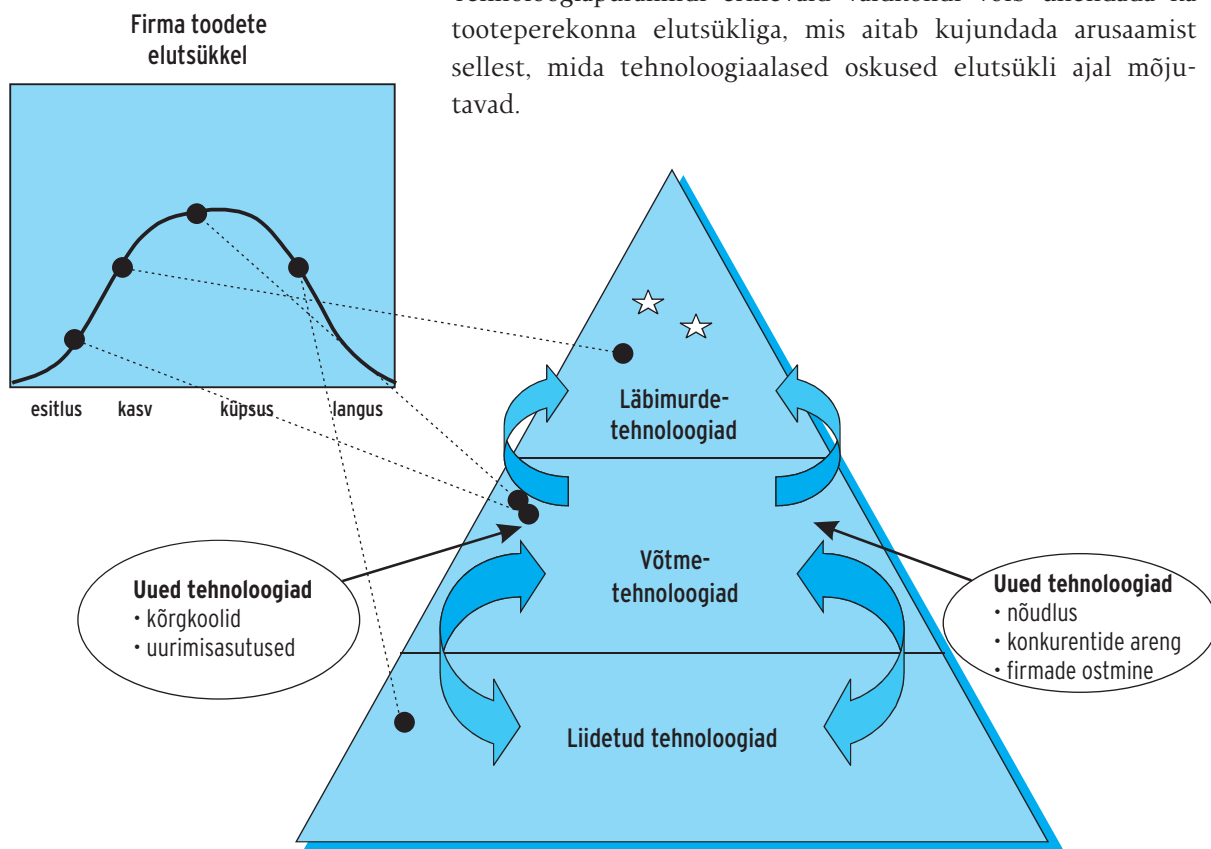 Firma toodete
elutsükkel
tooteperekonna elutsükliga, mis aitab kujundada arusaamist
sellest, mida tehnoloogiaalased oskused elutsükli ajal mõju-
tavad.
esitlus kasv küpsus langus
Läbimurde-
tehnoloogiad
Uued tehnoloogiad
• kõrgkoolid
• uurimisasutused
Võtme-
tehnoloogiad
Uued tehnoloogiad
• nõudlus
• konkurentide areng
• firmade ostmine
Liidetud tehnoloogiad